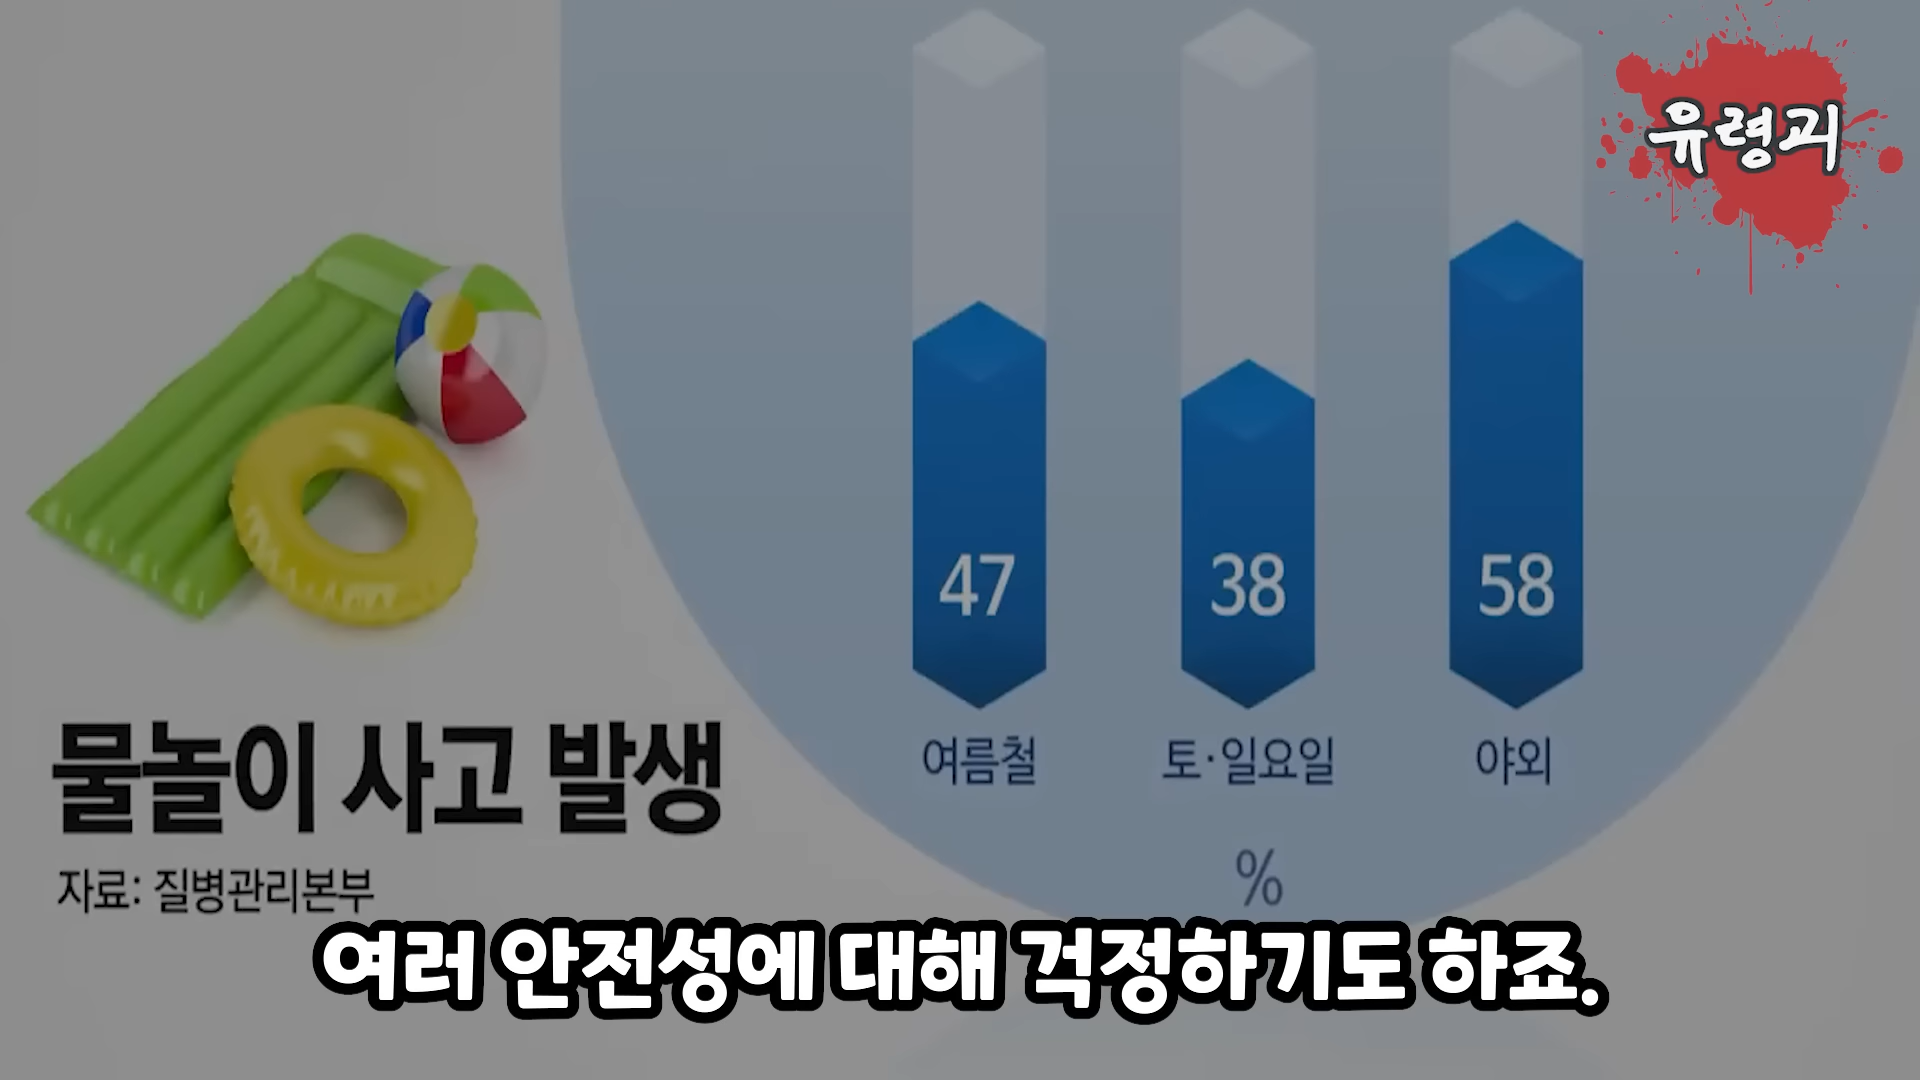 유령괴
47 38 58
여름철 토·일요일 야외
%
물놀이 사고 발생
자료: 질병관리본부
여러 안전성에 대해 걱정하기도 하죠.